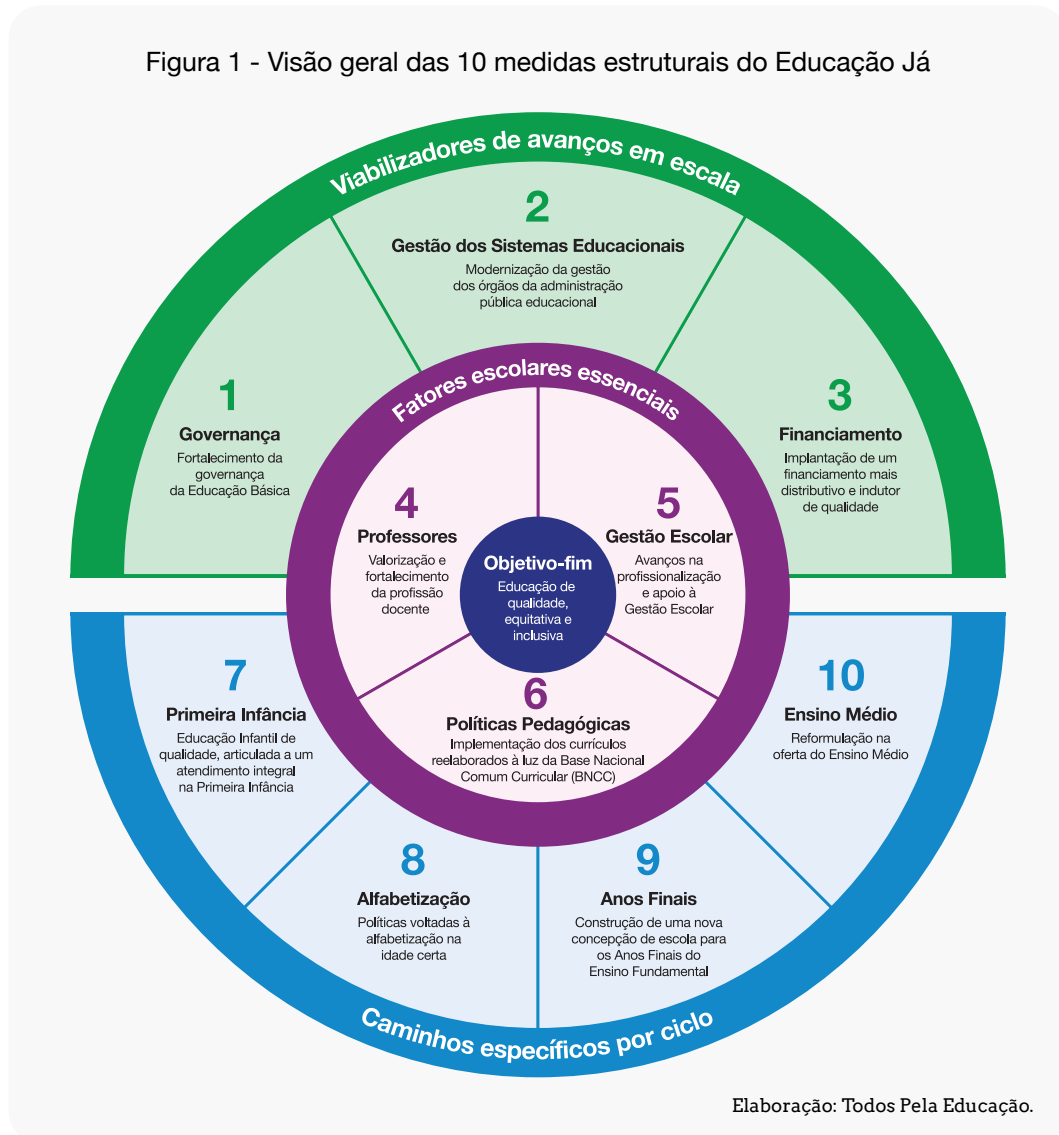 Figura 1 - Visão geral das 10 medidas estruturais do Educação Já
Viabilizadores de avanços em escala
1
Governança
Fortalecimento da
governança
da Educação Básica
2
Gestão dos Sistemas Educacionais
Modernização da gestão
dos órgãos da administração
pública educacional
3
Financiamento
Implantação de um
financiamento mais
distributivo e indutor
de qualidade
Fatores escolares essenciais
4
Professores
Valorização e
fortalecimento
da profissão
docente
5
Gestão Escolar
Avanços na
profissionalização
e apoio à
Gestão Escolar
Objetivo-fim
Educação de
qualidade,
equitativa e
inclusiva
6
Políticas Pedagógicas
Implementação dos currículos
reelaborados à luz da Base Nacional
Comum Curricular (BNCC)
7
Primeira Infância
Educação Infantil de
qualidade, articulada a um
atendimento integral
na Primeira Infância
8
Alfabetização
Políticas voltadas à
alfabetização na
idade certa
9
Anos Finais
Construção de uma nova
concepção de escola para
os Anos Finais do
Ensino Fundamental
10
Ensino Médio
Reformulação na
oferta do Ensino Médio
Caminhos específicos por ciclo
Elaboração: Todos Pela Educação.